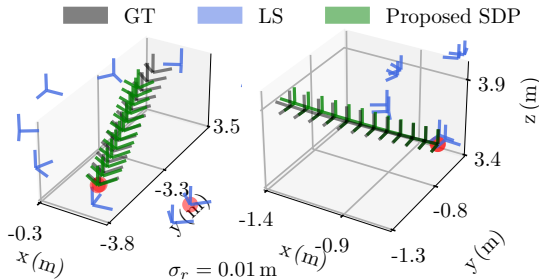 GT LS Proposed SDP
3.9
z (m)
3.5
3.4
-3.3
y (m)
-0.3
-3.8
x (m)
-1.4
-0.9
-1.3
-0.8
x (m)
y (m)
σ_r = 0.01 m